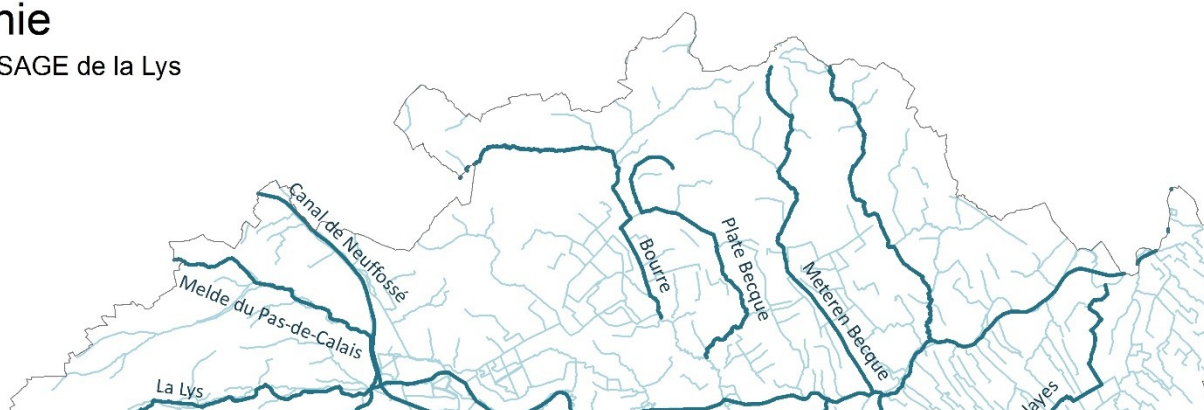 SAGE de la Lys
Canal de Neuffossé
Melde du Pas-de-Calais
La Lys
Bourre
Plate Becque
Meteren Becque